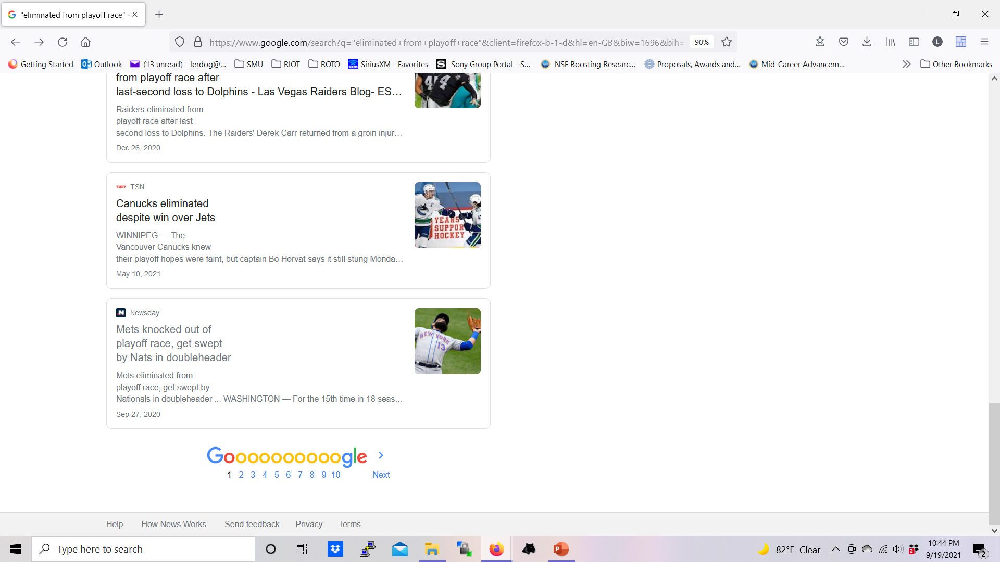 "eliminated from playoff race" -
https://www.google.com/search?q="eliminated+from+playoff+race"&client=firefox-b-1-d&hl=en-GB&biw=1696&bih=
90%
L
Getting Started
Outlook
(13 unread) - lerdog@...
SMU
RIOT
ROTO
SiriusXM - Favorites
Sony Group Portal - S...
NSF Boosting Researc...
Proposals, Awards and...
Mid-Career Advancem...
Other Bookmarks
from playoff race after
last-second loss to Dolphins - Las Vegas Raiders Blog- ES...
Raiders eliminated from
playoff race after last-
second loss to Dolphins. The Raiders' Derek Carr returned from a groin injur...
Dec 26, 2020
TSN TSN
Canucks eliminated
despite win over Jets
WINNIPEG — The
Vancouver Canucks knew
their playoff hopes were faint, but captain Bo Horvat says it still stung Monda...
May 10, 2021
YEARS
SUPPOR
HOCKEY
N Newsday
Mets knocked out of
playoff race, get swept
by Nats in doubleheader
Mets eliminated from
playoff race, get swept by
Nationals in doubleheader ... WASHINGTON — For the 15th time in 18 seas...
Sep 27, 2020
NEW YORK
13
Goooooooooogle
1 2 3 4 5 6 7 8 9 10 Next
Help How News Works Send feedback Privacy Terms
Type here to search
82°F Clear
10:44 PM
9/19/2021
2